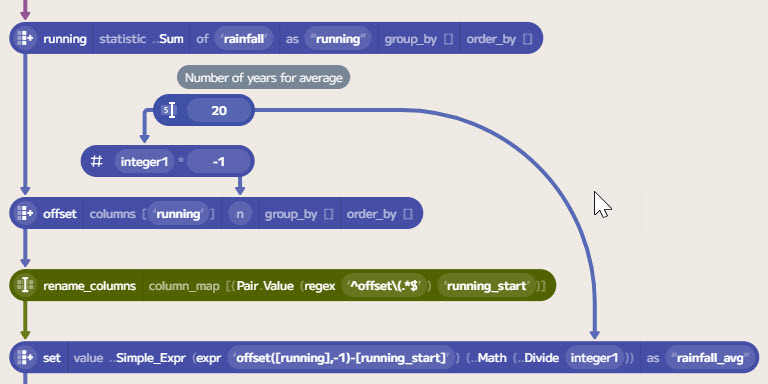 running statistic ..Sum of 'rainfall' as "running" group_by [] order_by []
Number of years for average
5 20
# integer1 * -1
offset columns ['running'] n group_by [] order_by []
rename_columns column_map [(Pair.Value (regex '^offset\(.*$') 'running_start')]
set value ..Simple_Expr (expr 'offset([running],-1)-[running_start]') (..Math (..Divide integer1)) as "rainfall_avg"